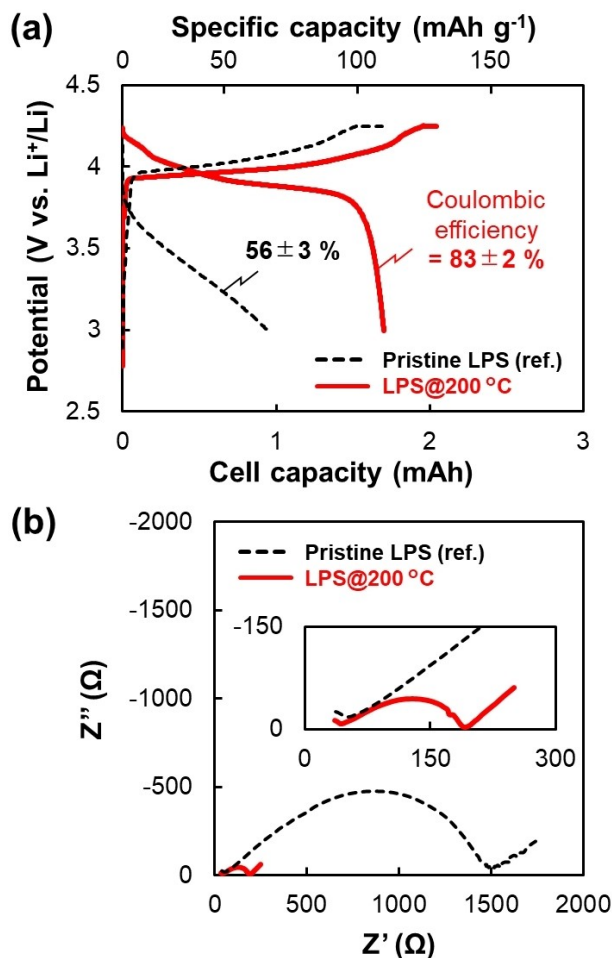 (a)
Specific capacity (mAh g⁻¹)
0 50 100 150
Potential (V vs. Li⁺/Li)
4.5
4
3.5
3
2.5
56±3 %
Coulombic
efficiency
= 83±2 %
Pristine LPS (ref.)
LPS@200 °C
0 1 2 3
Cell capacity (mAh)
(b)
Z'' (Ω)
-2000
-1500
-1000
-500
0
Pristine LPS (ref.)
LPS@200 °C
-150
0
0 150 300
0 500 1000 1500 2000
Z' (Ω)